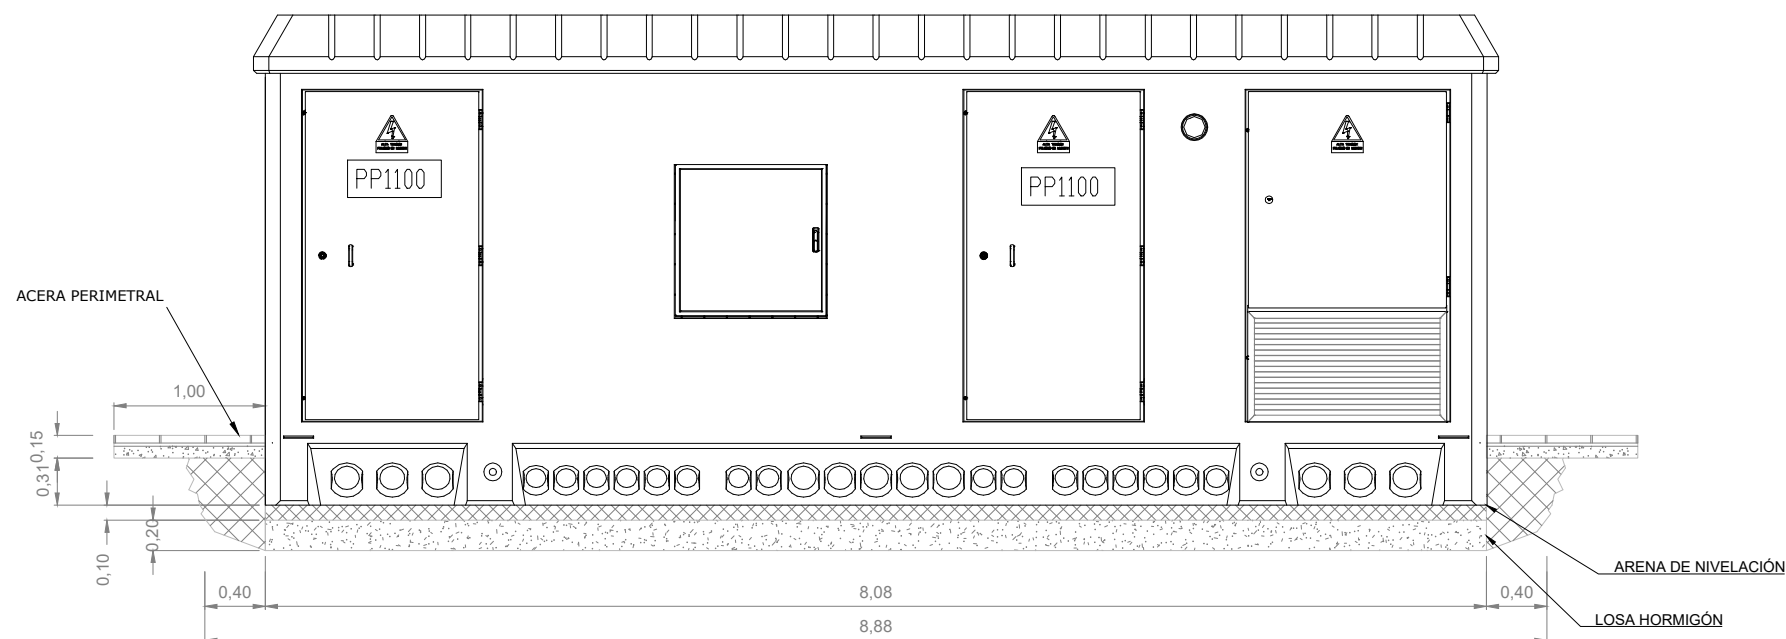 PP1100
PP1100
ACERA PERIMETRAL
1,00
0,15
0,31
0,20
0,10
ARENA DE NIVELACIÓN
0,40
8,08
0,40
LOSA HORMIGÓN
8,88